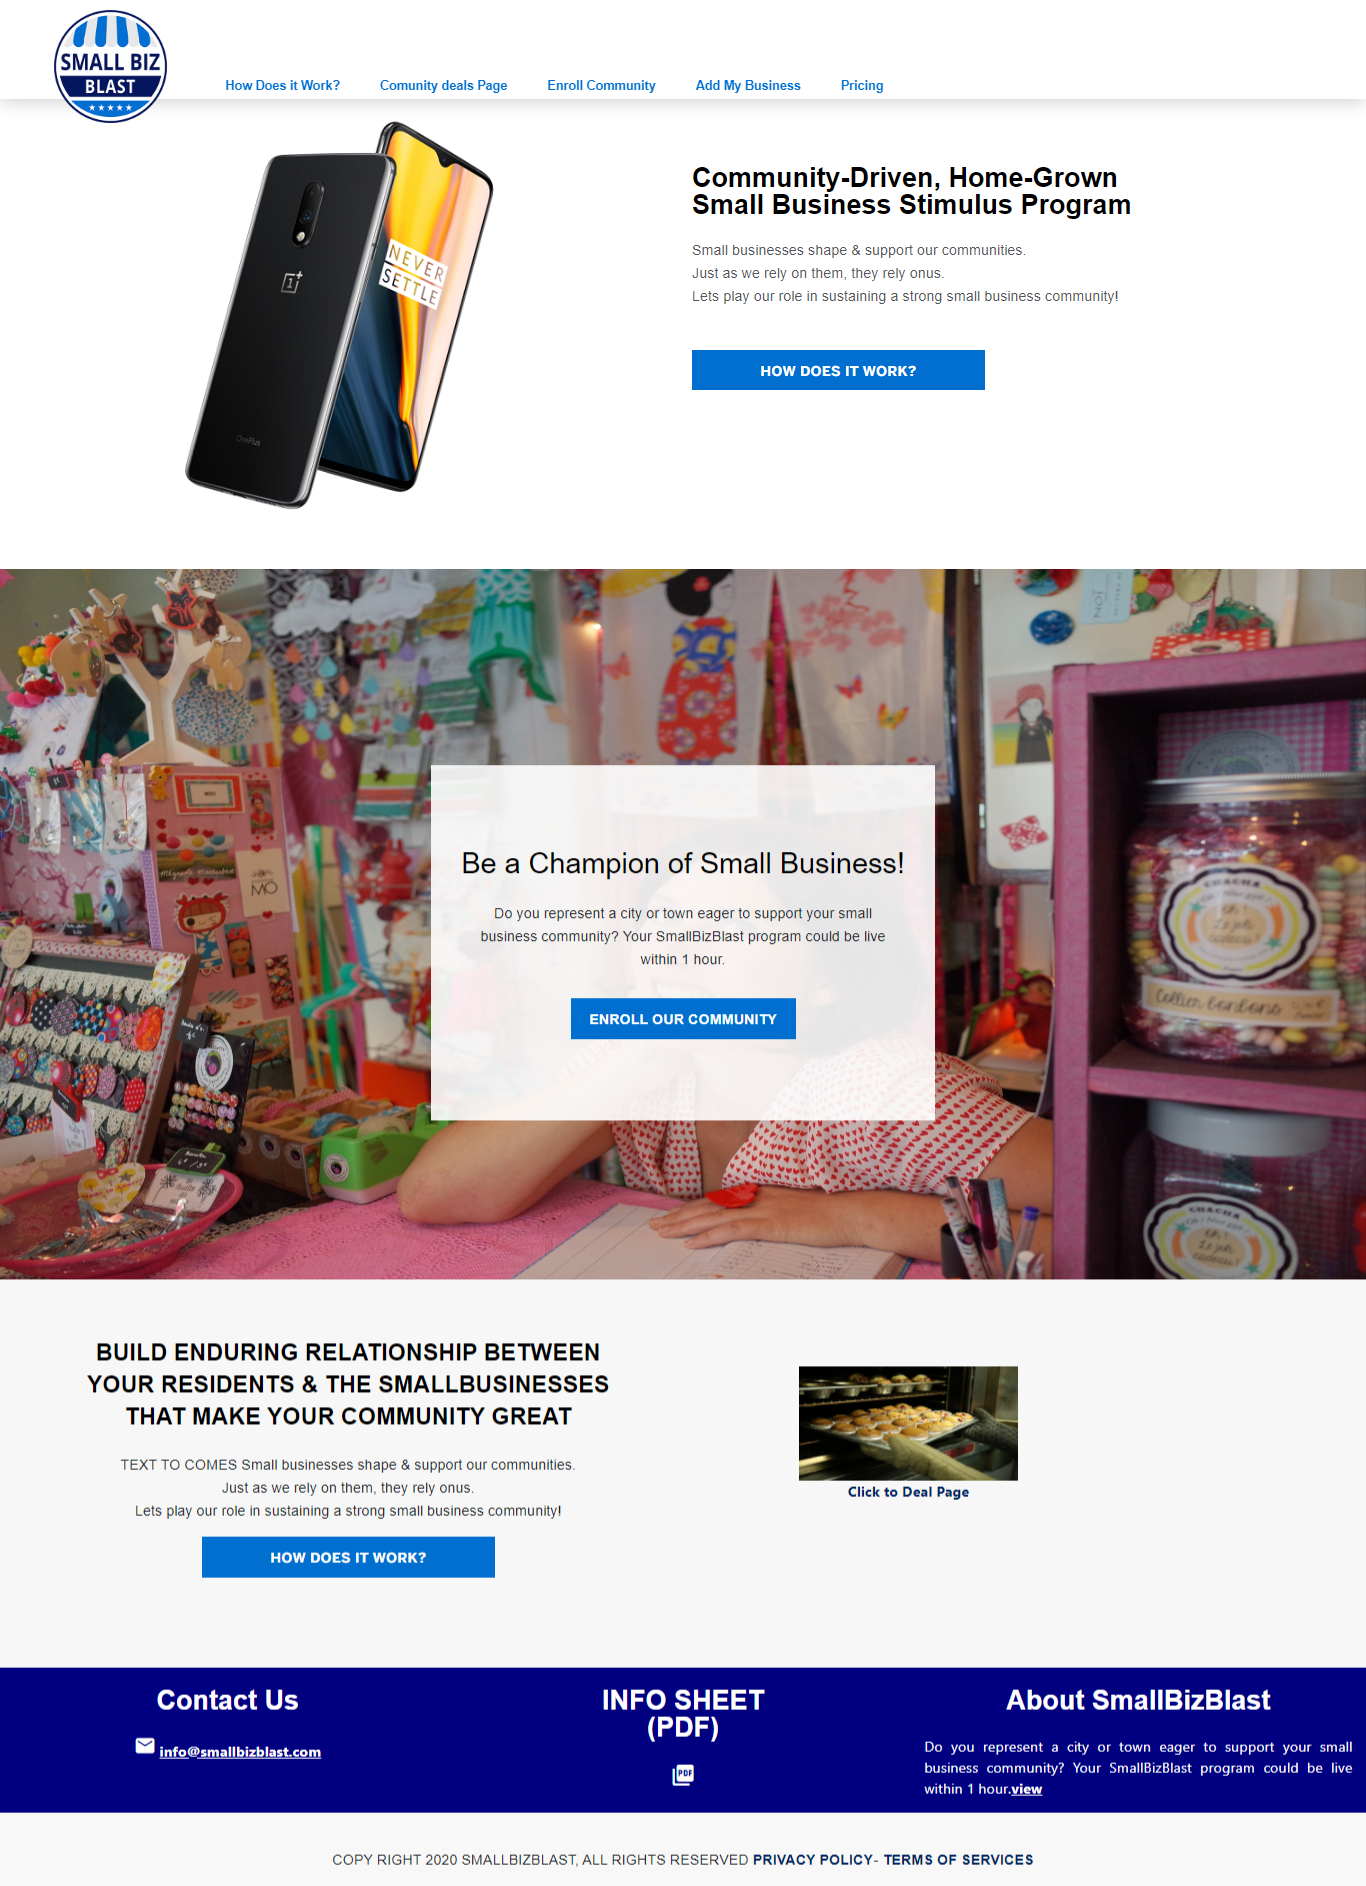 SMALL BIZ
BLAST
How Does it Work?
Comunity deals Page
Enroll Community
Add My Business
Pricing
NEVER
SETTLE
OnePlus
Community-Driven, Home-Grown
Small Business Stimulus Program
Small businesses shape & support our communities.
Just as we rely on them, they rely onus.
Lets play our role in sustaining a strong small business community!
HOW DOES IT WORK?
MÖ
CHACHA
Collier bonbons
Be a Champion of Small Business!
Do you represent a city or town eager to support your small
business community? Your SmallBizBlast program could be live
within 1 hour.
ENROLL OUR COMMUNITY
CHACHA
BUILD ENDURING RELATIONSHIP BETWEEN
YOUR RESIDENTS & THE SMALLBUSINESSES
THAT MAKE YOUR COMMUNITY GREAT
TEXT TO COMES Small businesses shape & support our communities.
Just as we rely on them, they rely onus.
Lets play our role in sustaining a strong small business community!
HOW DOES IT WORK?
Click to Deal Page
Contact Us
info@smallbizblast.com
INFO SHEET
(PDF)
PDF
About SmallBizBlast
Do you represent a city or town eager to support your small
business community? Your SmallBizBlast program could be live
within 1 hour.view
COPY RIGHT 2020 SMALLBIZBLAST, ALL RIGHTS RESERVED PRIVACY POLICY- TERMS OF SERVICES